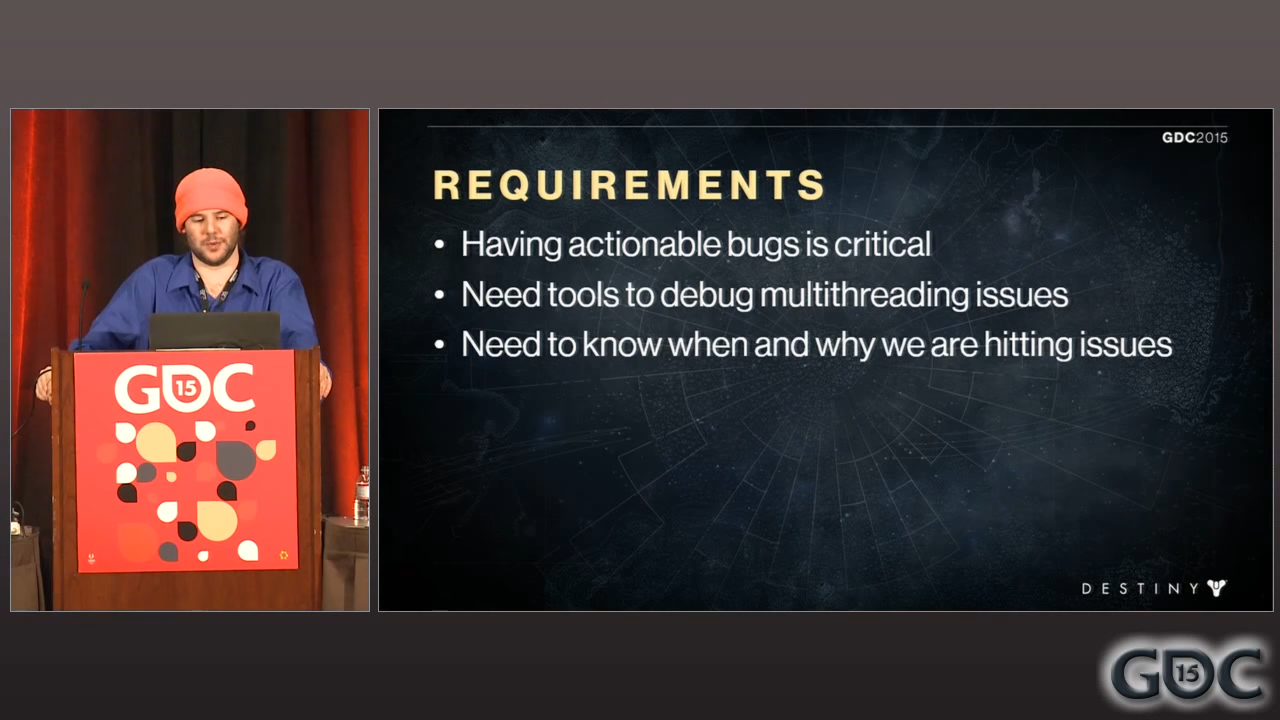 GDC2015
REQUIREMENTS
• Having actionable bugs is critical
• Need tools to debug multithreading issues
• Need to know when and why we are hitting issues
DESTINY
GDC
15
GDC
15